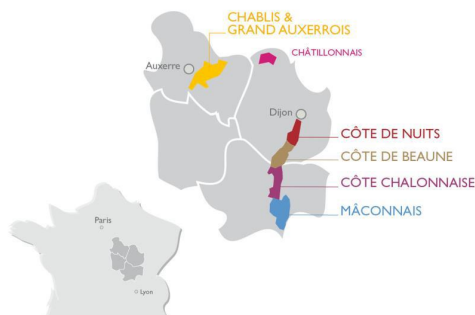 CHABLIS &
GRAND AUXERROIS
CHÂTILLONNAIS
Auxerre
Dijon
CÔTE DE NUITS
CÔTE DE BEAUNE
CÔTE CHALONNAISE
MÂCONNAIS
Paris
Lyon